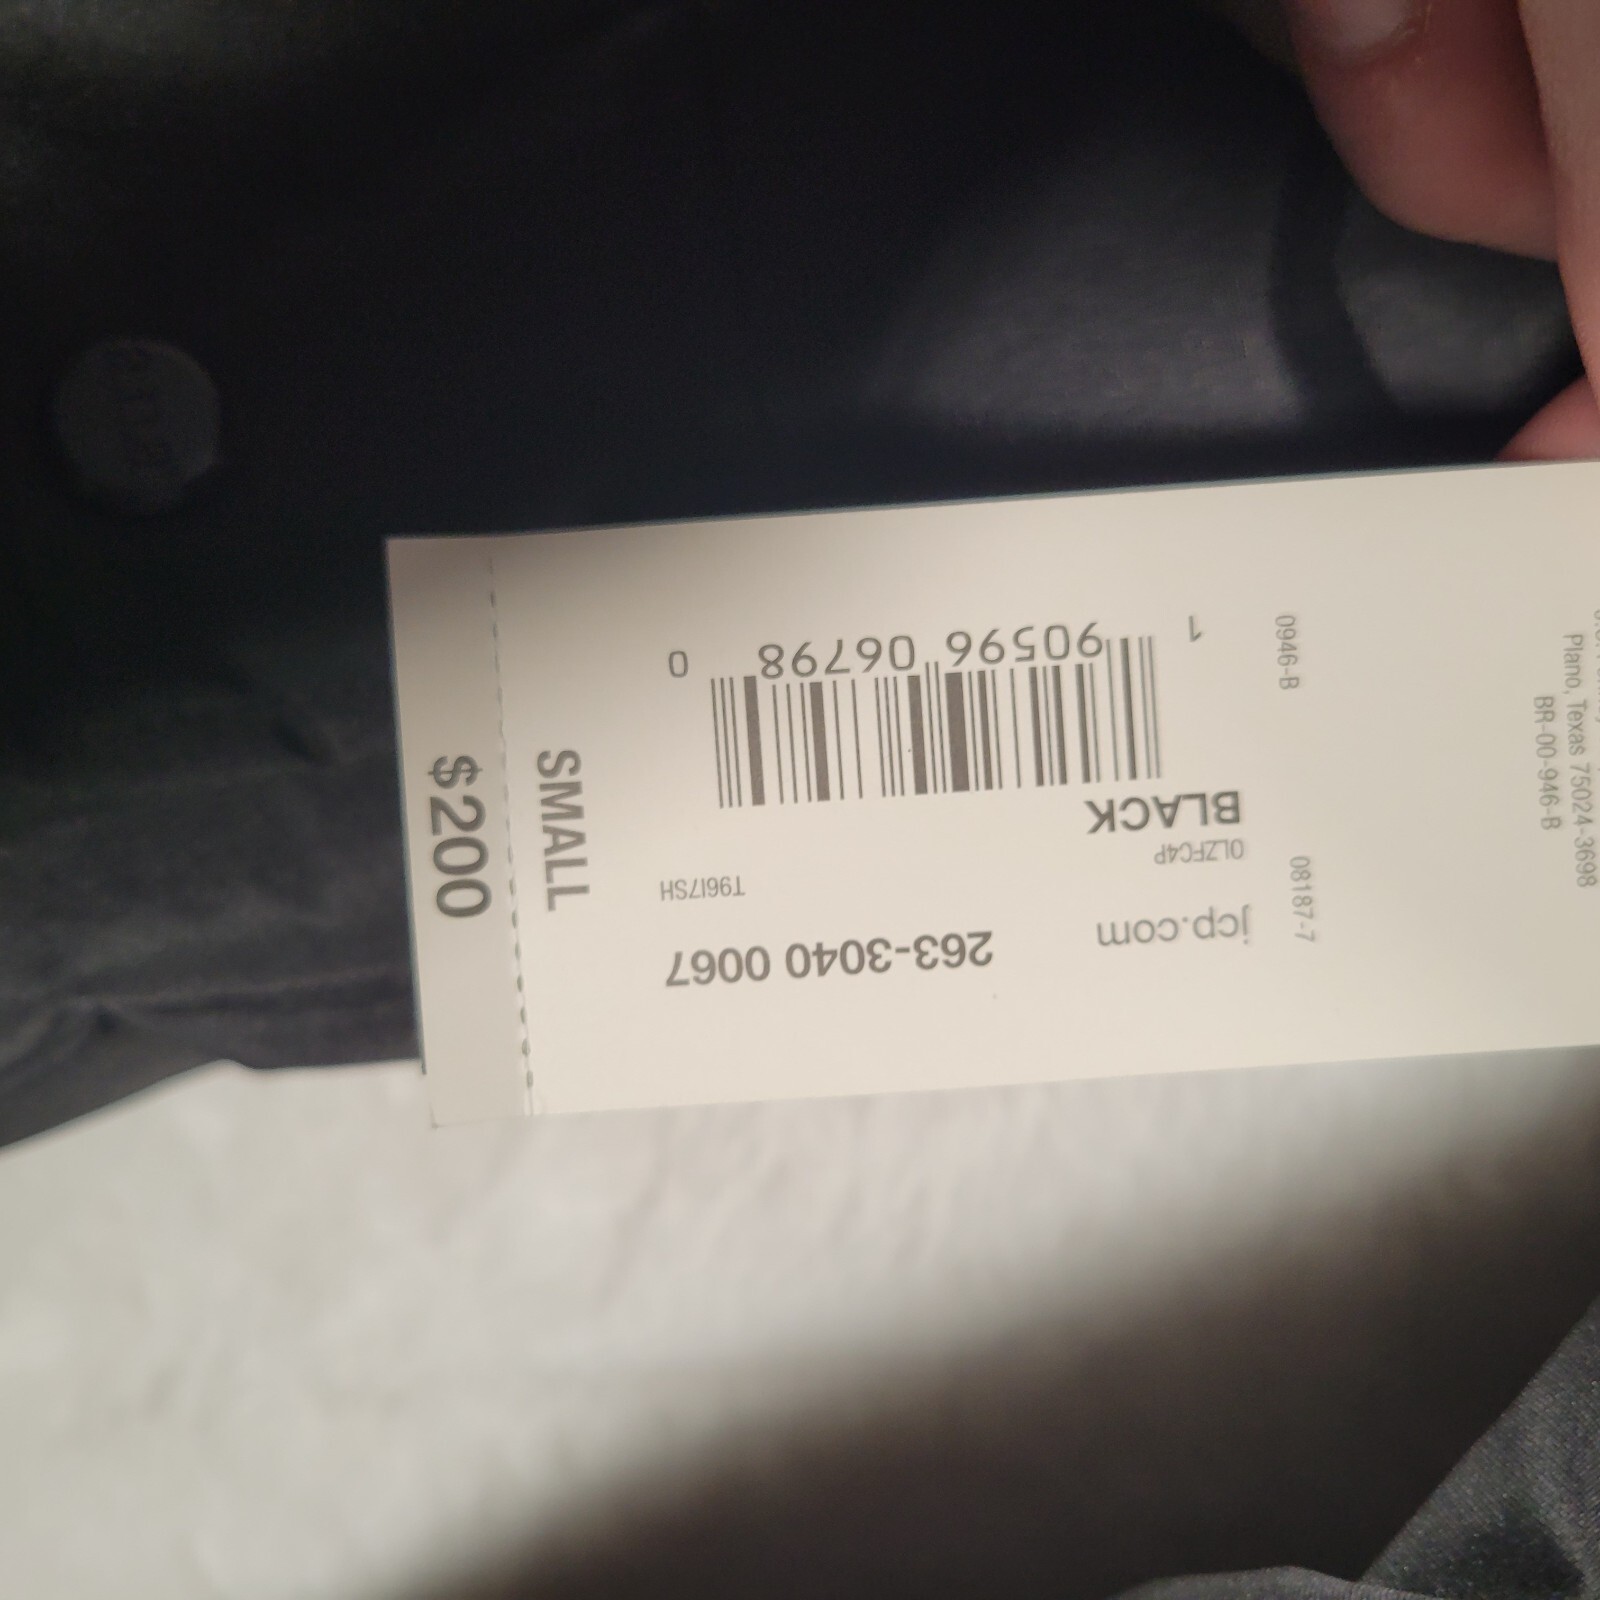 Plano, Texas 75024-3698
BR-00-946-B
08187-7
0946-B
jcp.com
263-3040 0067
0LZFC4P
T96I7SH
BLACK
1 90596 06798 0
SMALL
$200